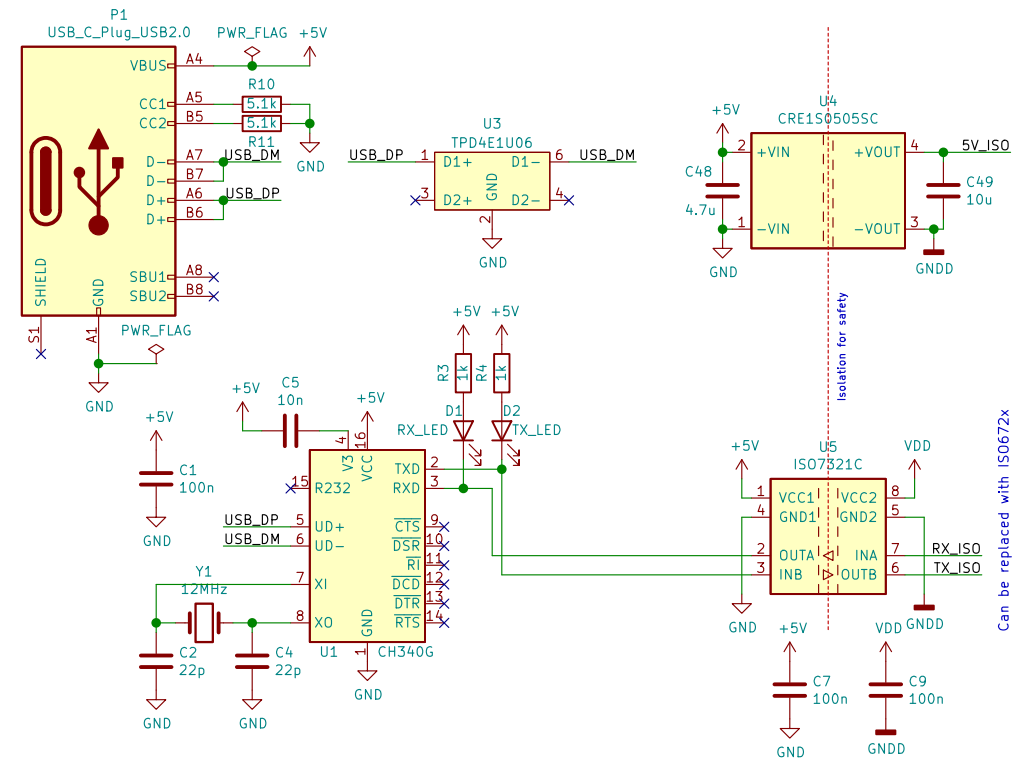 P1
USB_C_Plug_USB2.0
VBUS
A4
CC1
A5
CC2
B5
D-
A7
D-
B7
D+
A6
D+
B6
SBU1
A8
SBU2
B8
SHIELD
GND
S1
A1
PWR_FLAG
+5V
R10
5.1k
5.1k
R11
GND
USB_DM
USB_DP
PWR_FLAG
GND
U3
TPD4E1U06
USB_DP
1
D1+
D1-
6
USB_DM
3
D2+
D2-
4
GND
2
GND
+5V
C48
4.7u
GND
U4
CRE1S0505SC
2
+VIN
+VOUT
4
1
-VIN
-VOUT
3
5V_ISO
C49
10u
GNDD
Isolation for safety
+5V
C1
100n
GND
+5V
C5
10n
+5V
+5V
+5V
R3
1k
R4
1k
D1
RX_LED
D2
TX_LED
4
16
V3
VCC
15
R232
TXD
2
RXD
3
USB_DP
5
UD+
USB_DM
6
UD-
7
XI
8
XO
CTS
9
DSR
10
RI
11
DCD
12
DTR
13
RTS
14
GND
1
U1
CH340G
GND
Y1
12MHz
C2
22p
GND
C4
22p
GND
+5V
VDD
U5
ISO7321C
1
VCC1
VCC2
8
4
GND1
GND2
5
2
OUTA
INA
7
RX_ISO
3
INB
OUTB
6
TX_ISO
GND
GNDD
Can be replaced with ISO672x
+5V
C7
100n
GND
VDD
C9
100n
GNDD